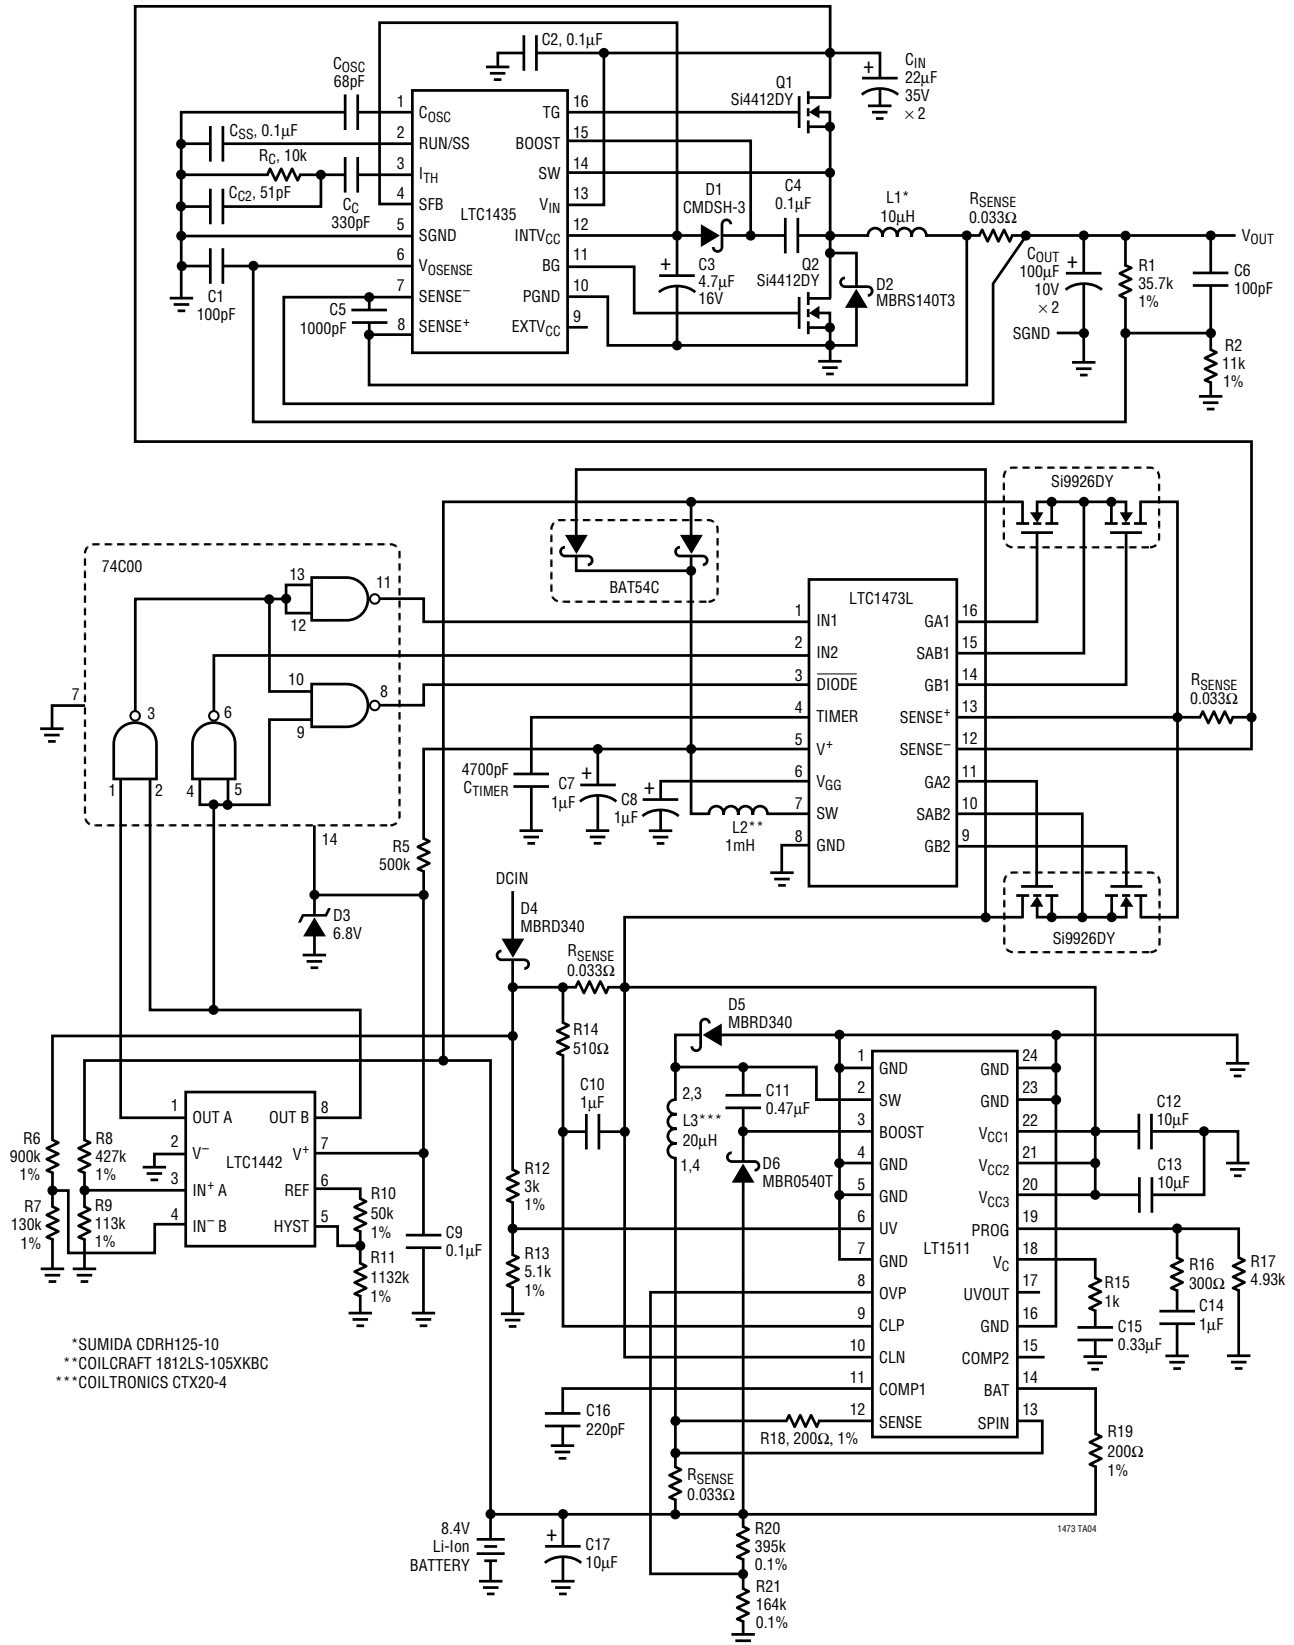 C2, 0.1µF
COSC
68pF
CSS, 0.1µF
RC, 10k
CC2, 51pF
CC
330pF
C1
100pF
C5
1000pF
1
2
3
4
5
6
7
8
COSC
RUN/SS
ITH
SFB
SGND
VOSENSE
SENSE–
SENSE+
LTC1435
TG
BOOST
SW
VIN
INTVCC
BG
PGND
EXTVCC
16
15
14
13
12
11
10
9
Q1
Si4412DY
CIN
22µF
35V
× 2
+
D1
CMDSH-3
C4
0.1µF
L1*
10µH
RSENSE
0.033Ω
VOUT
+
C3
4.7µF
16V
Q2
Si4412DY
D2
MBRS140T3
COUT
100µF
10V
× 2
+
SGND
R1
35.7k
1%
C6
100pF
R2
11k
1%
Si9926DY
BAT54C
74C00
13
12
11
10
9
8
7
3
6
1
2
4
5
14
LTC1473L
1
2
3
4
5
6
7
8
IN1
IN2
DIODE
TIMER
V+
VGG
SW
GND
GA1
SAB1
GB1
SENSE+
SENSE–
GA2
SAB2
GB2
16
15
14
13
12
11
10
9
RSENSE
0.033Ω
4700pF
CTIMER
C7
1µF
+
C8
1µF
+
L2**
1mH
R5
500k
D3
6.8V
DCIN
D4
MBRD340
RSENSE
0.033Ω
Si9926DY
R14
510Ω
C10
1µF
D5
MBRD340
2,3
L3***
20µH
1,4
C11
0.47µF
D6
MBR0540T
R6
900k
1%
R8
427k
1%
R7
130k
1%
R9
113k
1%
1
2
3
4
OUT A
V–
IN+ A
IN– B
LTC1442
OUT B
V+
REF
HYST
8
7
6
5
R10
50k
1%
R11
1132k
1%
C9
0.1µF
R12
3k
1%
R13
5.1k
1%
1
2
3
4
5
6
7
8
9
10
11
12
GND
SW
BOOST
GND
GND
UV
GND
OVP
CLP
CLN
COMP1
SENSE
LT1511
GND
GND
VCC1
VCC2
VCC3
PROG
VC
UVOUT
GND
COMP2
BAT
SPIN
24
23
22
21
20
19
18
17
16
15
14
13
C12
10µF
C13
10µF
R15
1k
C15
0.33µF
R16
300Ω
C14
1µF
R17
4.93k
C16
220pF
R18, 200Ω, 1%
R19
200Ω
1%
RSENSE
0.033Ω
8.4V
Li-Ion
BATTERY
+
C17
10µF
R20
395k
0.1%
R21
164k
0.1%
*SUMIDA CDRH125-10
**COILCRAFT 1812LS-105XKBC
***COILTRONICS CTX20-4
1473 TA04